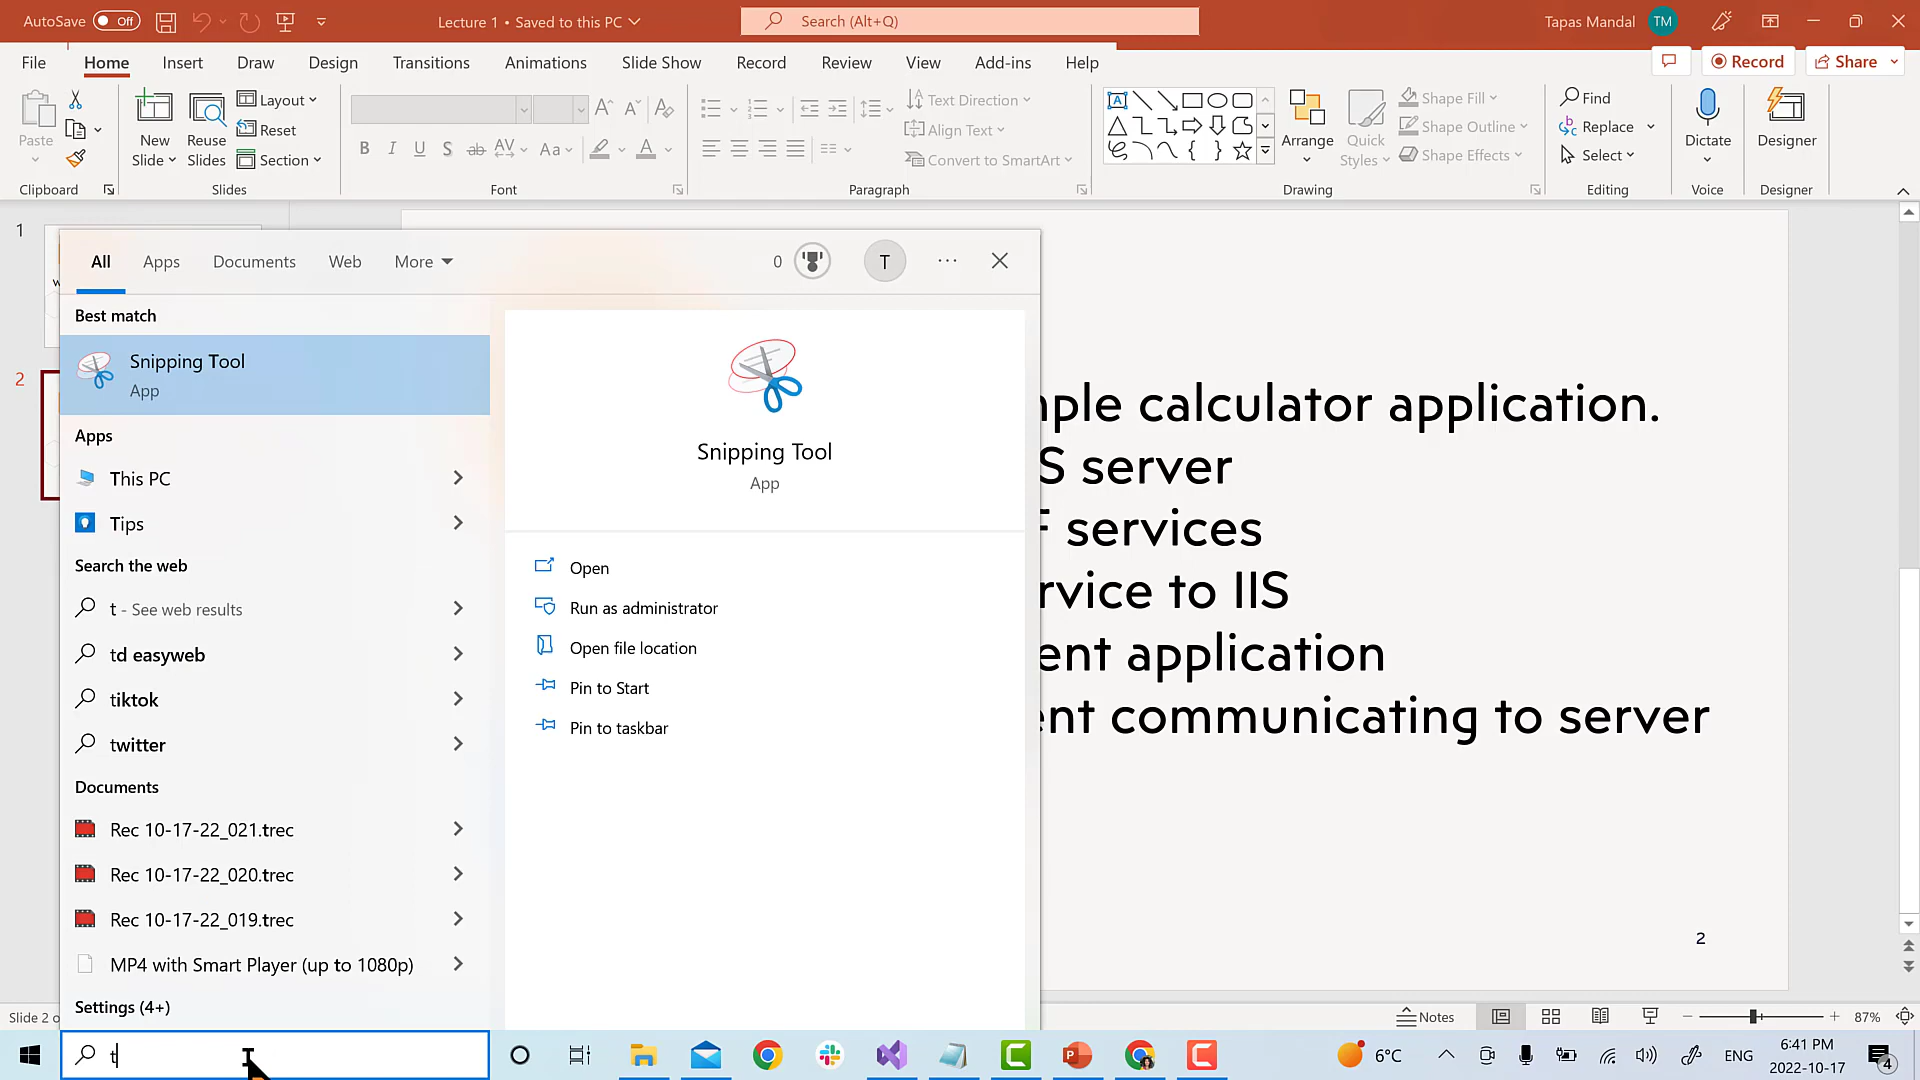 AutoSave Off
Lecture 1 • Saved to this PC
Search (Alt+Q)
Tapas Mandal TM
File Home Insert Draw Design Transitions Animations Slide Show Record Review View Add-ins Help
Record Share
Paste
New Slide
Reuse Slides
Layout
Reset
Section
B I U S ab AV Aa A
Text Direction
Align Text
Convert to SmartArt
Arrange
Quick Styles
Shape Fill
Shape Outline
Shape Effects
Find
Replace
Select
Dictate
Designer
Clipboard Slides Font Paragraph Drawing Editing Voice Designer
1
2
All Apps Documents Web More 0 T
Best match
Snipping Tool
App
Apps
This PC
Tips
Search the web
t - See web results
td easyweb
tiktok
twitter
Documents
Rec 10-17-22_021.trec
Rec 10-17-22_020.trec
Rec 10-17-22_019.trec
MP4 with Smart Player (up to 1080p)
Settings (4+)
Snipping Tool
App
Open
Run as administrator
Open file location
Pin to Start
Pin to taskbar
calculator application.
server
services
to IIS
application
communicating to server
2
Slide 2
Notes
87%
t
6°C
ENG
6:41 PM
2022-10-17
4